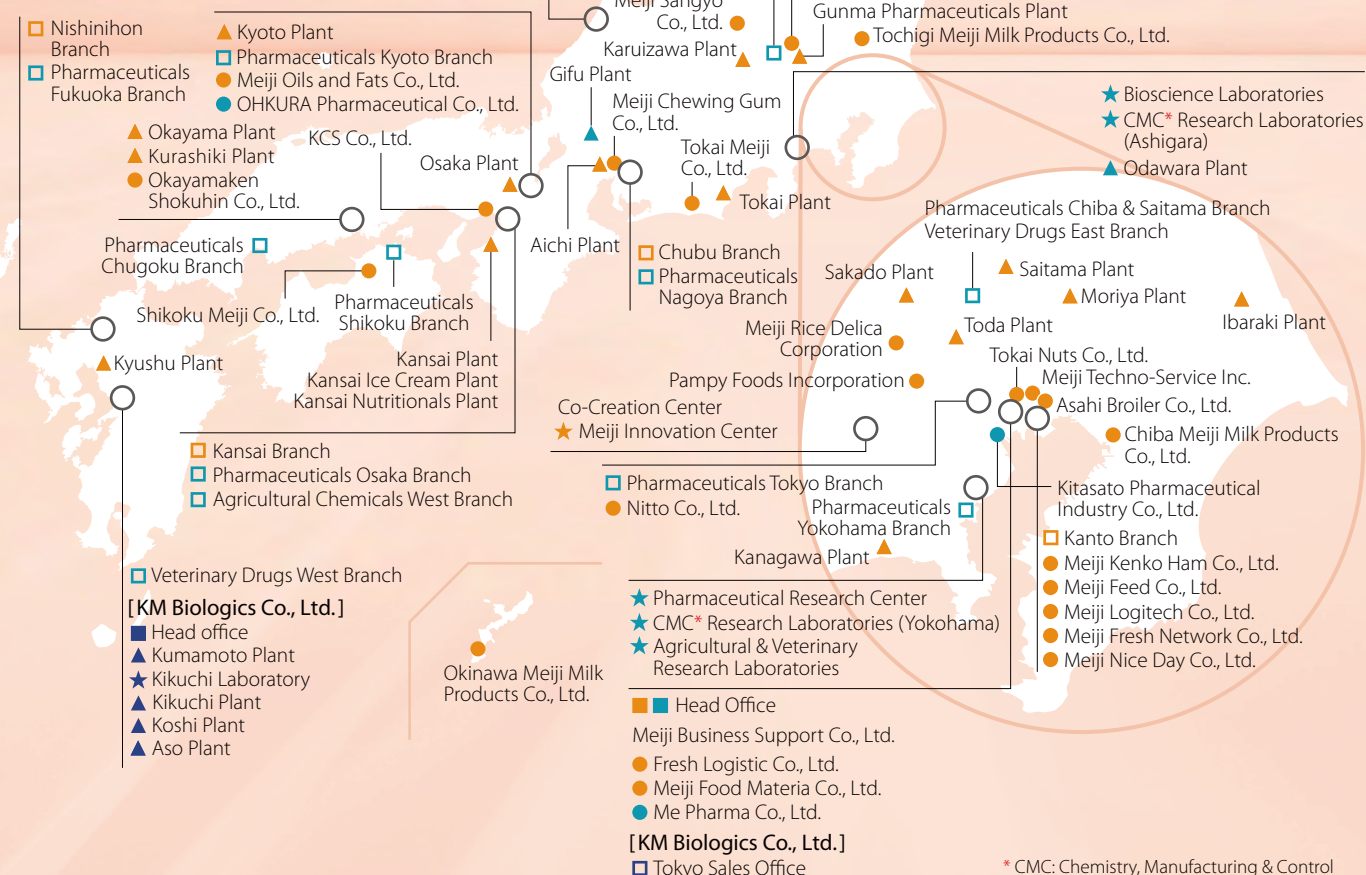 Meiji Sangyo
Co., Ltd.
Karuizawa Plant
Gunma Pharmaceuticals Plant
Tochigi Meiji Milk Products Co., Ltd.
Nishinihon
Branch
Pharmaceuticals
Fukuoka Branch
Kyoto Plant
Pharmaceuticals Kyoto Branch
Meiji Oils and Fats Co., Ltd.
OHKURA Pharmaceutical Co., Ltd.
Gifu Plant
Meiji Chewing Gum
Co., Ltd.
Okayama Plant
Kurashiki Plant
Okayamaken
Shokuhin Co., Ltd.
KCS Co., Ltd.
Osaka Plant
Tokai Meiji
Co., Ltd.
Tokai Plant
Bioscience Laboratories
CMC* Research Laboratories
(Ashigara)
Odawara Plant
Pharmaceuticals
Chugoku Branch
Shikoku Meiji Co., Ltd.
Pharmaceuticals
Shikoku Branch
Aichi Plant
Chubu Branch
Pharmaceuticals
Nagoya Branch
Pharmaceuticals Chiba & Saitama Branch
Veterinary Drugs East Branch
Sakado Plant
Saitama Plant
Moriya Plant
Ibaraki Plant
Kyushu Plant
Kansai Plant
Kansai Ice Cream Plant
Kansai Nutritionals Plant
Meiji Rice Delica
Corporation
Toda Plant
Tokai Nuts Co., Ltd.
Meiji Techno-Service Inc.
Pampy Foods Incorporation
Asahi Broiler Co., Ltd.
Co-Creation Center
Meiji Innovation Center
Chiba Meiji Milk Products
Co., Ltd.
Kansai Branch
Pharmaceuticals Osaka Branch
Agricultural Chemicals West Branch
Pharmaceuticals Tokyo Branch
Nitto Co., Ltd.
Pharmaceuticals
Yokohama Branch
Kanagawa Plant
Kitasato Pharmaceutical
Industry Co., Ltd.
Kanto Branch
Meiji Kenko Ham Co., Ltd.
Meiji Feed Co., Ltd.
Meiji Logitech Co., Ltd.
Meiji Fresh Network Co., Ltd.
Meiji Nice Day Co., Ltd.
Veterinary Drugs West Branch
[KM Biologics Co., Ltd.]
Head office
Kumamoto Plant
Kikuchi Laboratory
Kikuchi Plant
Koshi Plant
Aso Plant
Okinawa Meiji Milk
Products Co., Ltd.
Pharmaceutical Research Center
CMC* Research Laboratories (Yokohama)
Agricultural & Veterinary
Research Laboratories
Head Office
Meiji Business Support Co., Ltd.
Fresh Logistic Co., Ltd.
Meiji Food Materia Co., Ltd.
Me Pharma Co., Ltd.
[KM Biologics Co., Ltd.]
Tokyo Sales Office
* CMC: Chemistry, Manufacturing & Control